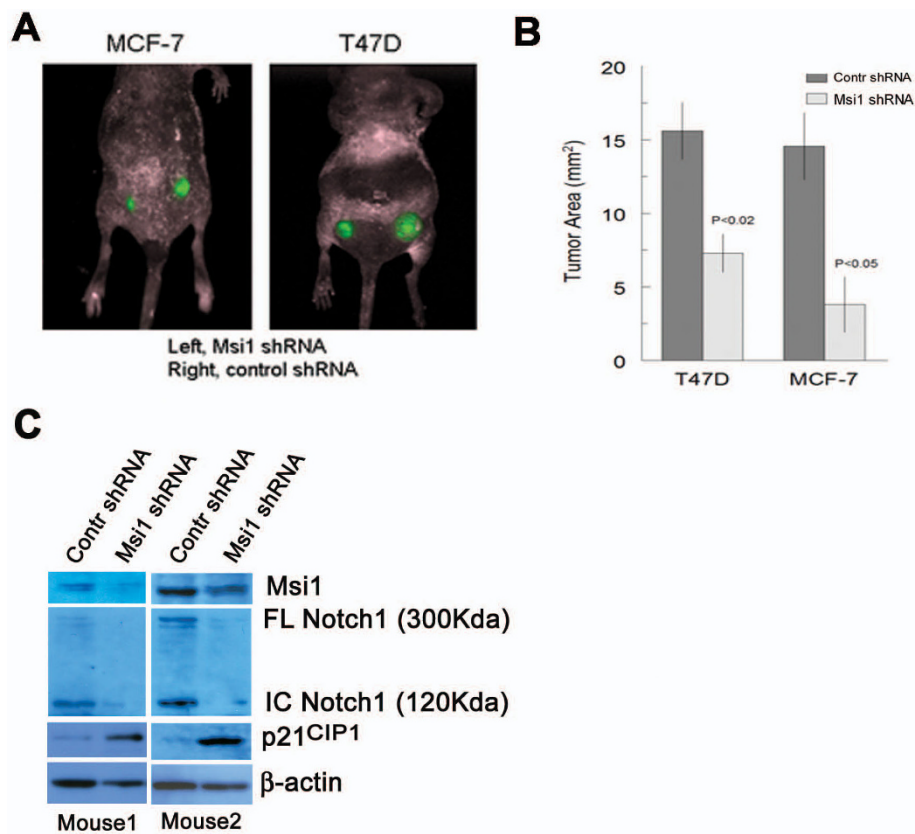 A
MCF-7
T47D
Left, Msi1 shRNA
Right, control shRNA
B
20
15
10
5
0
Tumor Area (mm²)
Contr shRNA
Msi1 shRNA
P<0.02
P<0.05
T47D
MCF-7
C
Contr shRNA
Msi1 shRNA
Contr shRNA
Msi1 shRNA
Msi1
FL Notch1 (300Kda)
IC Notch1 (120Kda)
p21CIP1
β-actin
Mouse1
Mouse2